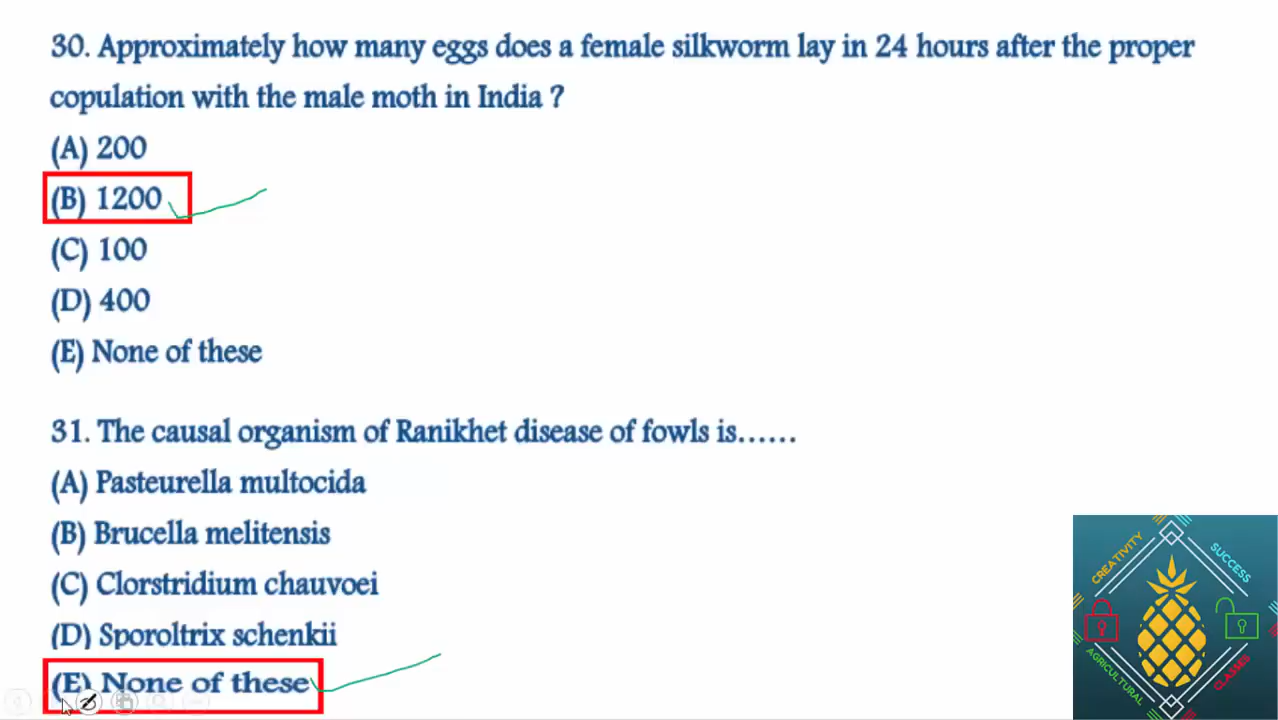 30. Approximately how many eggs does a female silkworm lay in 24 hours after the proper
copulation with the male moth in India ?
(A) 200
(B) 1200
(C) 100
(D) 400
(E) None of these
31. The causal organism of Ranikhet disease of fowls is......
(A) Pasteurella multocida
(B) Brucella melitensis
(C) Clorstridium chauvoei
(D) Sporoltrix schenkii
(E) None of these
CREATIVITY
SUCCESS
AGRICULTURAL
CLASSES